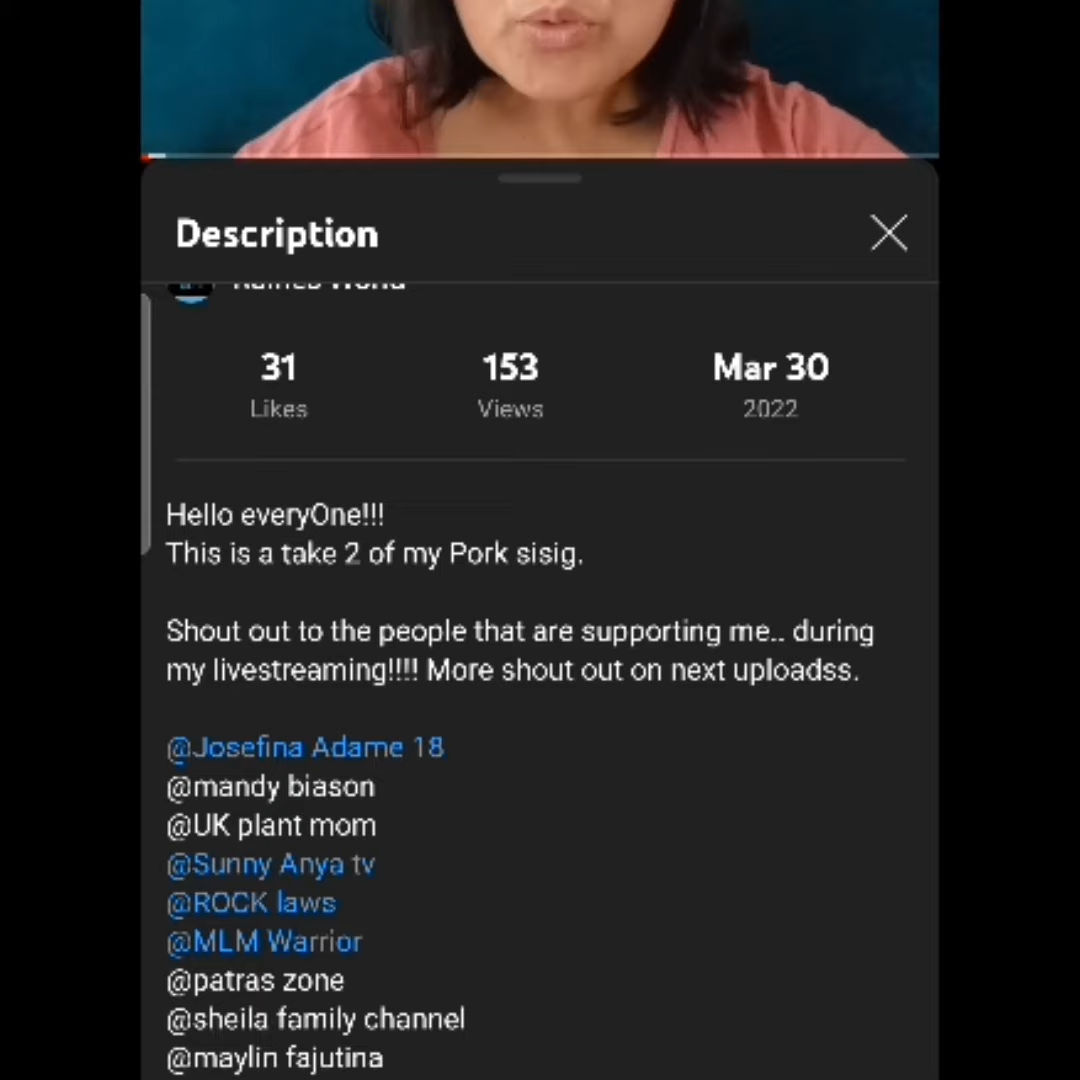 Description
31
153
Mar 30
Likes
Views
2022
Hello everyOne!!!
This is a take 2 of my Pork sisig.
Shout out to the people that are supporting me.. during
my livestreaming!!!! More shout out on next uploadss.
@Josefina Adame 18
@mandy biason
@UK plant mom
@Sunny Anya tv
@ROCK laws
@MLM Warrior
@patras zone
@sheila family channel
@maylin fajutina